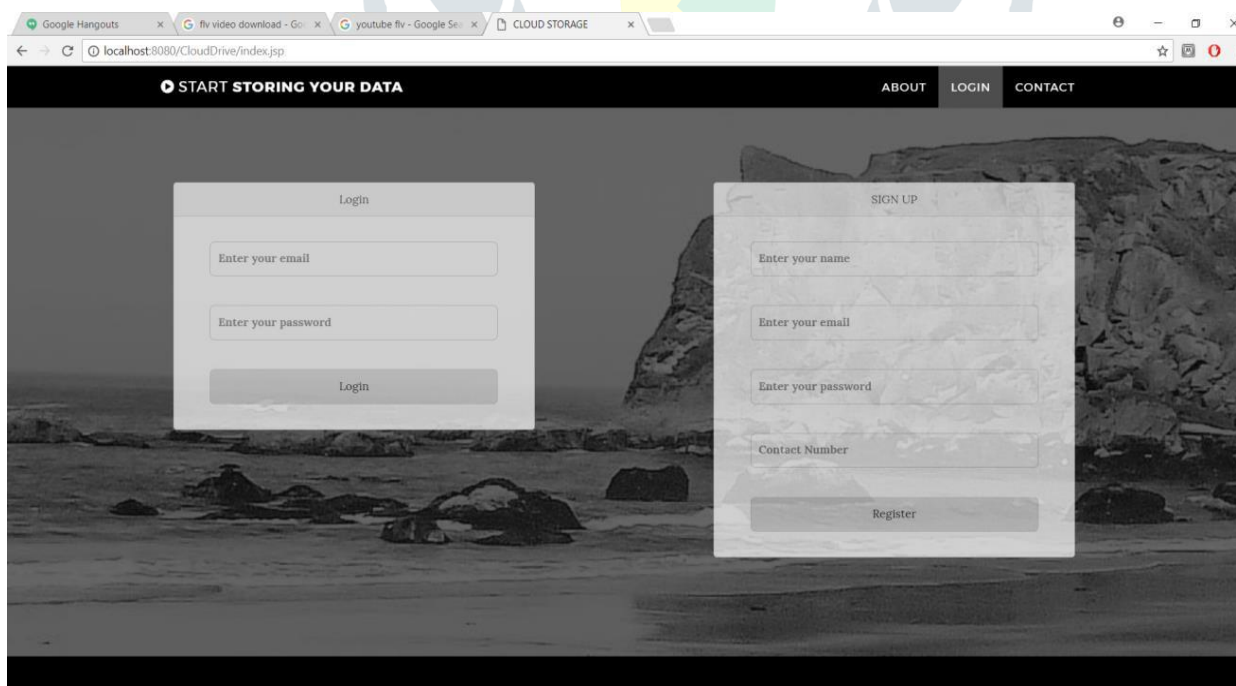 Google Hangouts
flv video download - Goo
youtube flv - Google Sea
CLOUD STORAGE
localhost:8080/CloudDrive/index.jsp
START STORING YOUR DATA
ABOUT LOGIN CONTACT
Login
Enter your email
Enter your password
Login
SIGN UP
Enter your name
Enter your email
Enter your password
Contact Number
Register